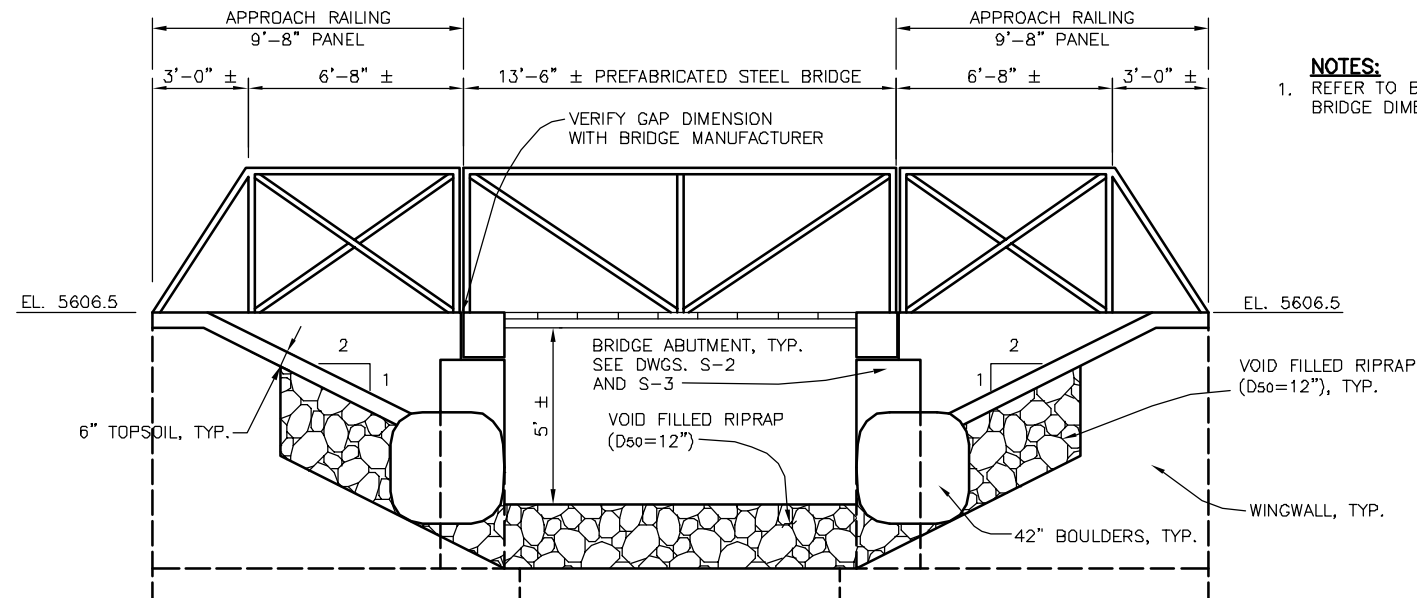 APPROACH RAILING
9'-8" PANEL
APPROACH RAILING
9'-8" PANEL
3'-0" ±
6'-8" ±
13'-6" ± PREFABRICATED STEEL BRIDGE
6'-8" ±
3'-0" ±
NOTES:
1. REFER TO
BRIDGE
VERIFY GAP DIMENSION
WITH BRIDGE MANUFACTURER
EL. 5606.5
EL. 5606.5
2
1
BRIDGE ABUTMENT, TYP.
SEE DWGS. S-2
AND S-3
2
1
5' ±
VOID FILLED RIPRAP
(D50=12"), TYP.
VOID FILLED RIPRAP
(D50=12")
6" TOPSOIL, TYP.
WINGWALL, TYP.
42" BOULDERS, TYP.